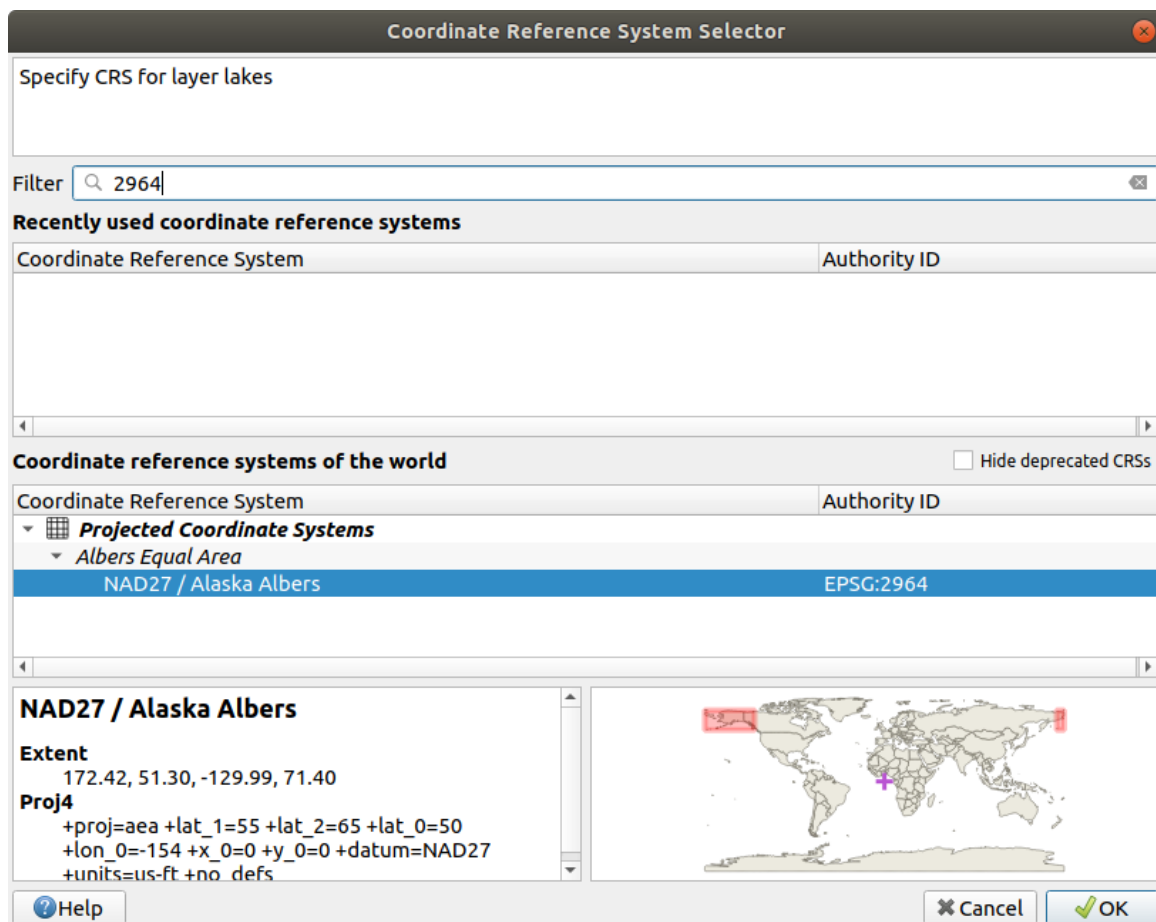 Coordinate Reference System Selector
Specify CRS for layer lakes
Filter 2964
Recently used coordinate reference systems
Coordinate Reference System Authority ID
Coordinate reference systems of the world Hide deprecated CRSs
Coordinate Reference System Authority ID
Projected Coordinate Systems
Albers Equal Area
NAD27 / Alaska Albers EPSG:2964
NAD27 / Alaska Albers
Extent
172.42, 51.30, -129.99, 71.40
Proj4
+proj=aea +lat_1=55 +lat_2=65 +lat_0=50
+lon_0=-154 +x_0=0 +y_0=0 +datum=NAD27
+units=us-ft +no_defs
Help Cancel OK